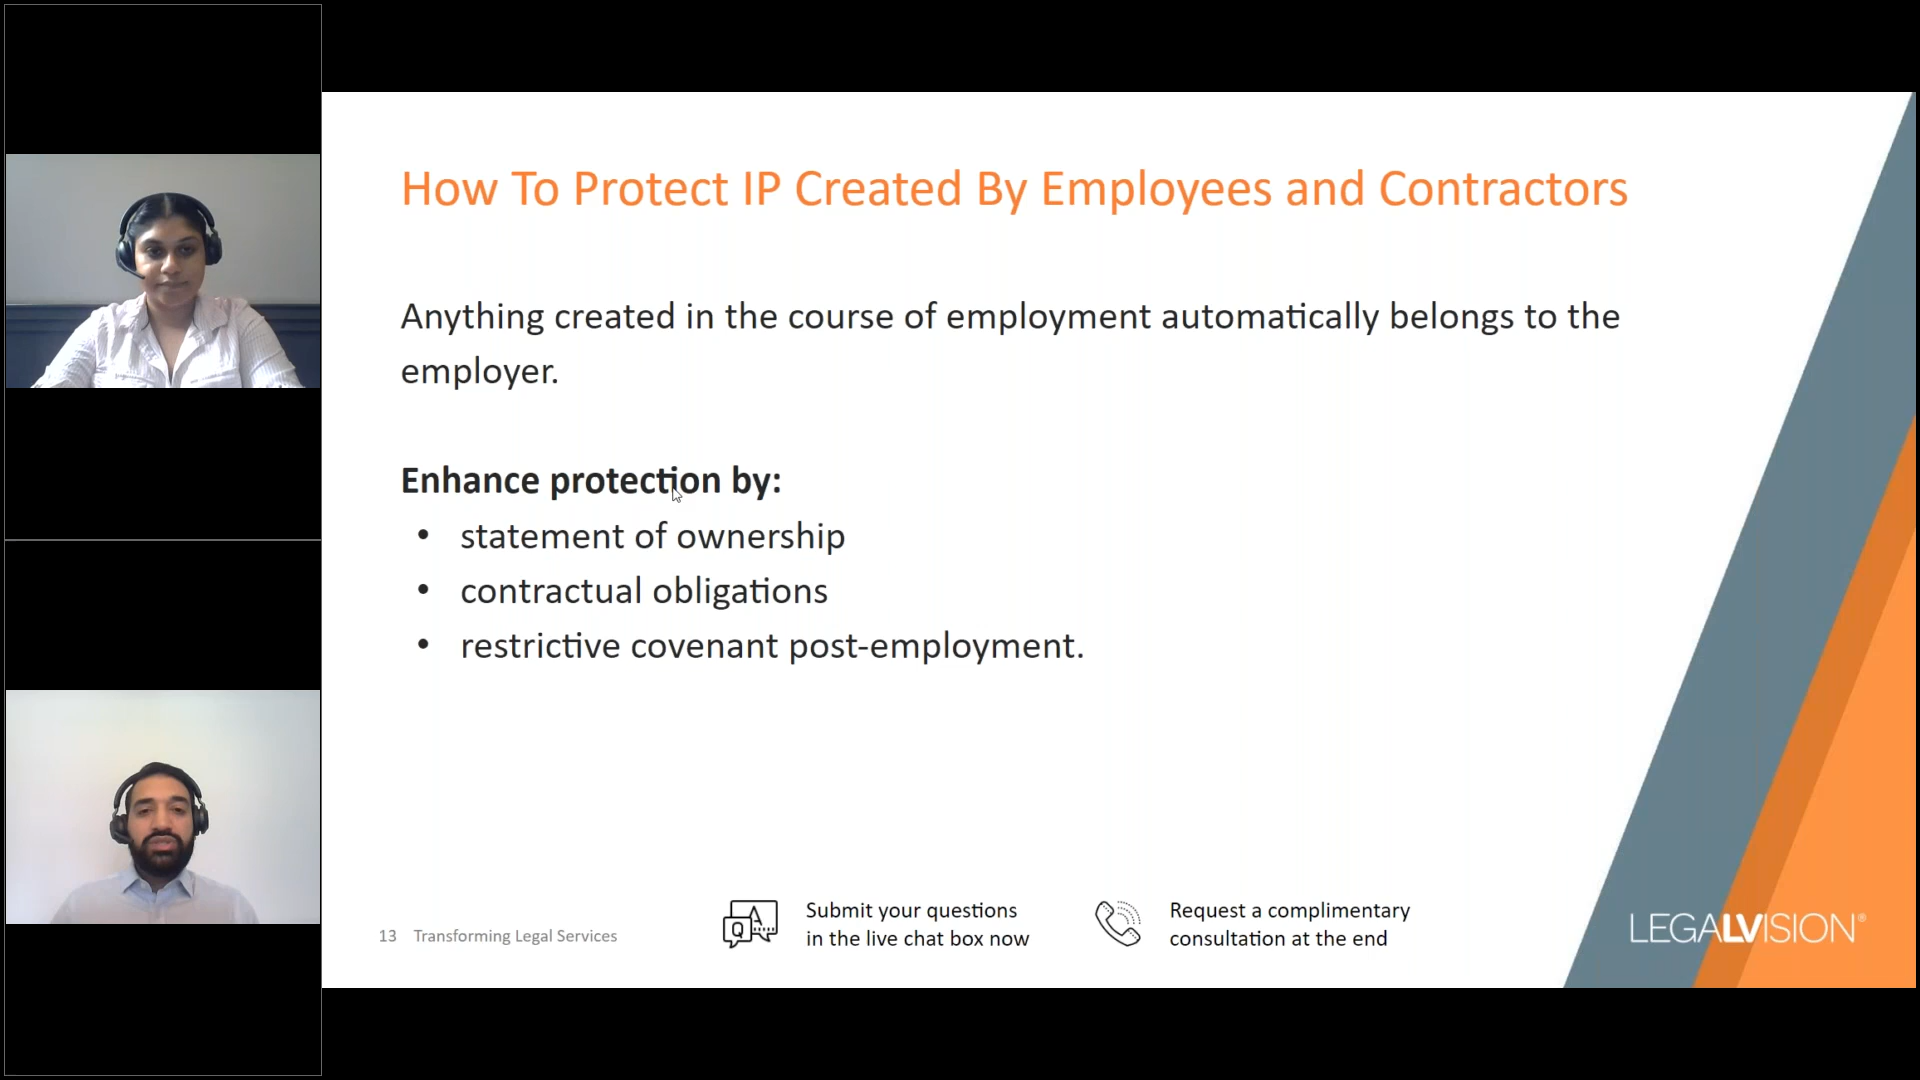 How To Protect IP Created By Employees and Contractors
Anything created in the course of employment automatically belongs to the
employer.
Enhance protection by:
• statement of ownership
• contractual obligations
• restrictive covenant post-employment.
13 Transforming Legal Services
Q A
Submit your questions
in the live chat box now
Request a complimentary
consultation at the end
LEGALVISION®